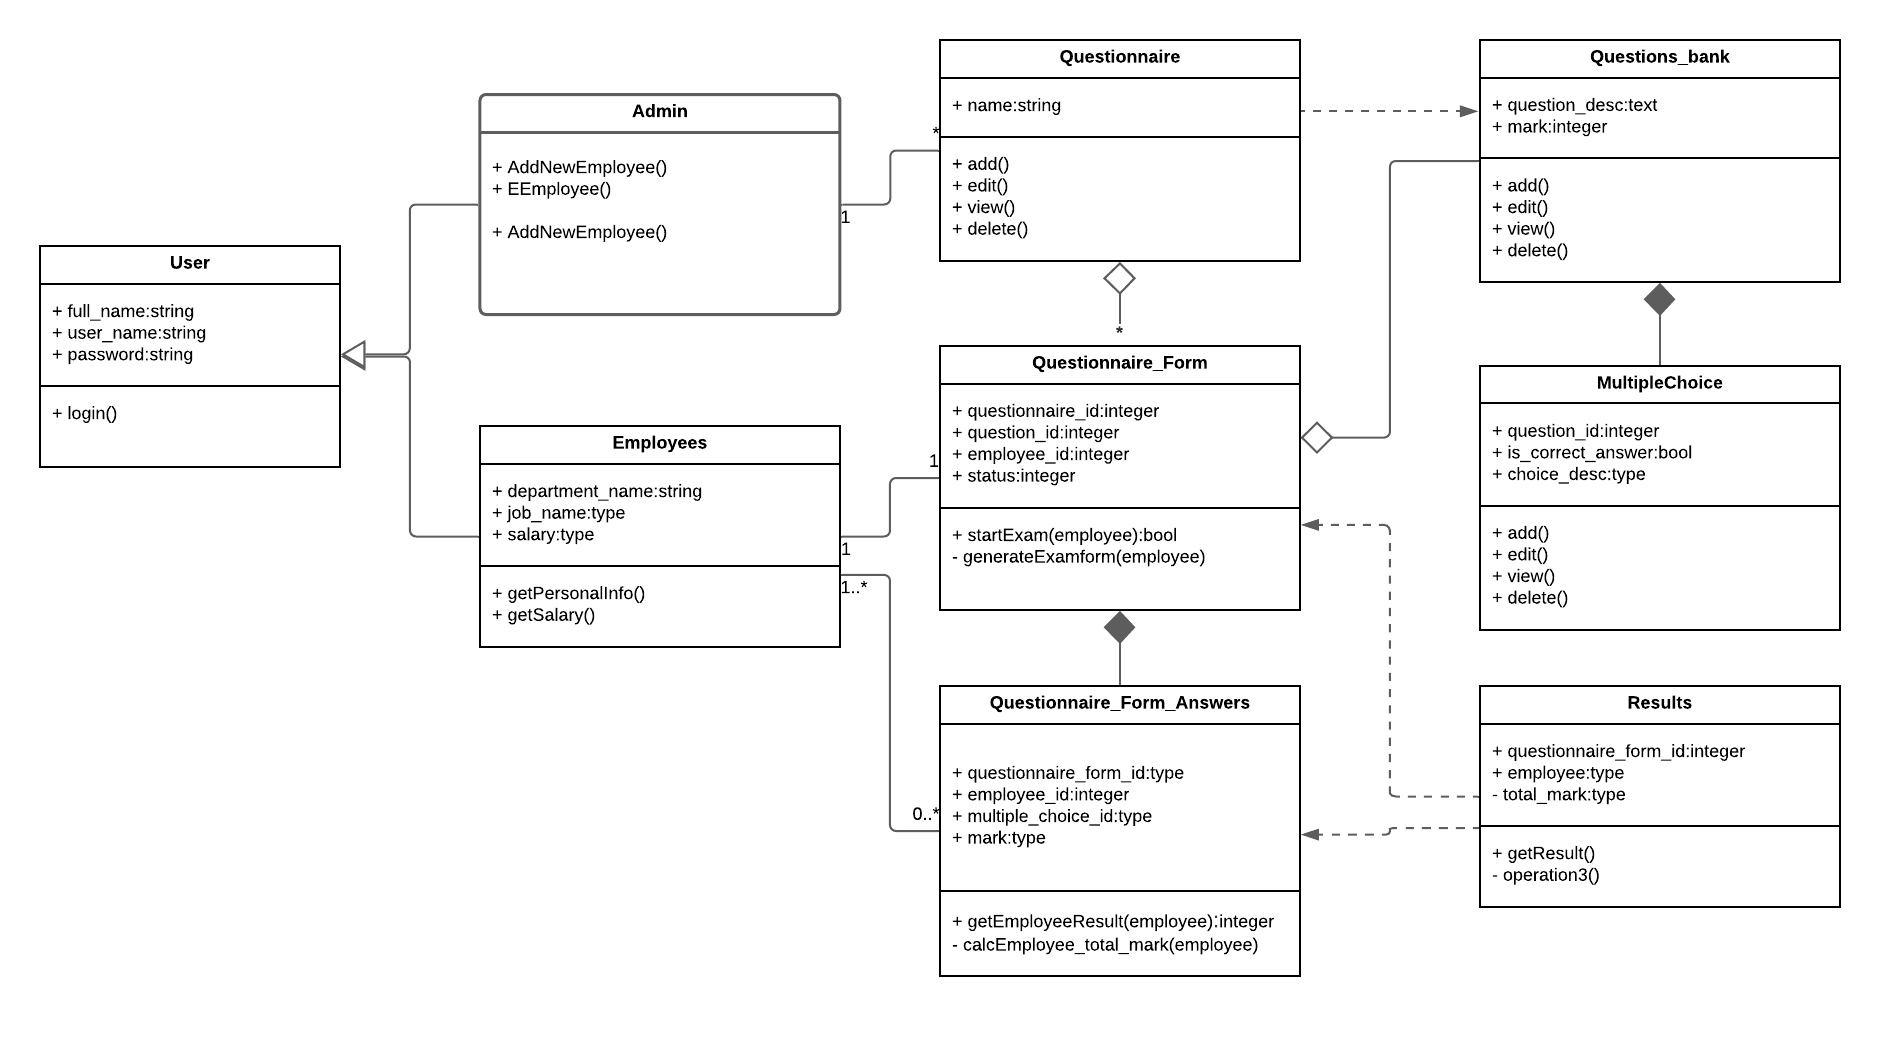 User
+ full_name:string
+ user_name:string
+ password:string
+ login()
Admin
+ AddNewEmployee()
+ EEmployee()
+ AddNewEmployee()
1
*
Employees
+ department_name:string
+ job_name:type
+ salary:type
+ getPersonalInfo()
+ getSalary()
1
1
1..*
0..*
Questionnaire
+ name:string
+ add()
+ edit()
+ view()
+ delete()
*
Questionnaire_Form
+ questionnaire_id:integer
+ question_id:integer
+ employee_id:integer
+ status:integer
+ startExam(employee):bool
- generateExamform(employee)
Questionnaire_Form_Answers
+ questionnaire_form_id:type
+ employee_id:integer
+ multiple_choice_id:type
+ mark:type
+ getEmployeeResult(employee):integer
- calcEmployee_total_mark(employee)
Questions_bank
+ question_desc:text
+ mark:integer
+ add()
+ edit()
+ view()
+ delete()
MultipleChoice
+ question_id:integer
+ is_correct_answer:bool
+ choice_desc:type
+ add()
+ edit()
+ view()
+ delete()
Results
+ questionnaire_form_id:integer
+ employee:type
- total_mark:type
+ getResult()
- operation3()